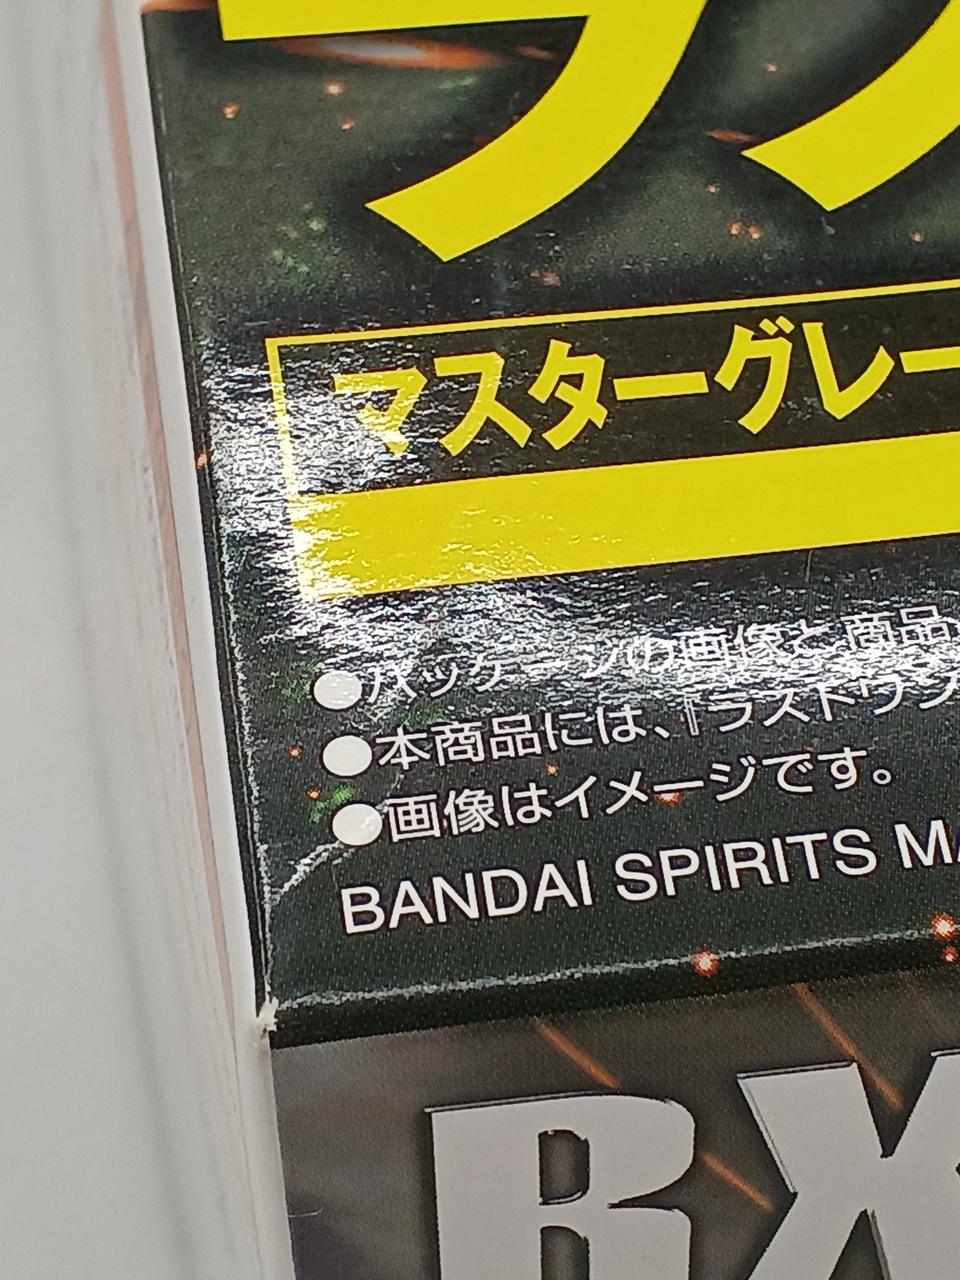 ラ
マスターグレー
●パッケージの画像と商品
●本商品には、『ラストワン
●画像はイメージです。
BANDAI SPIRITS MA
RX